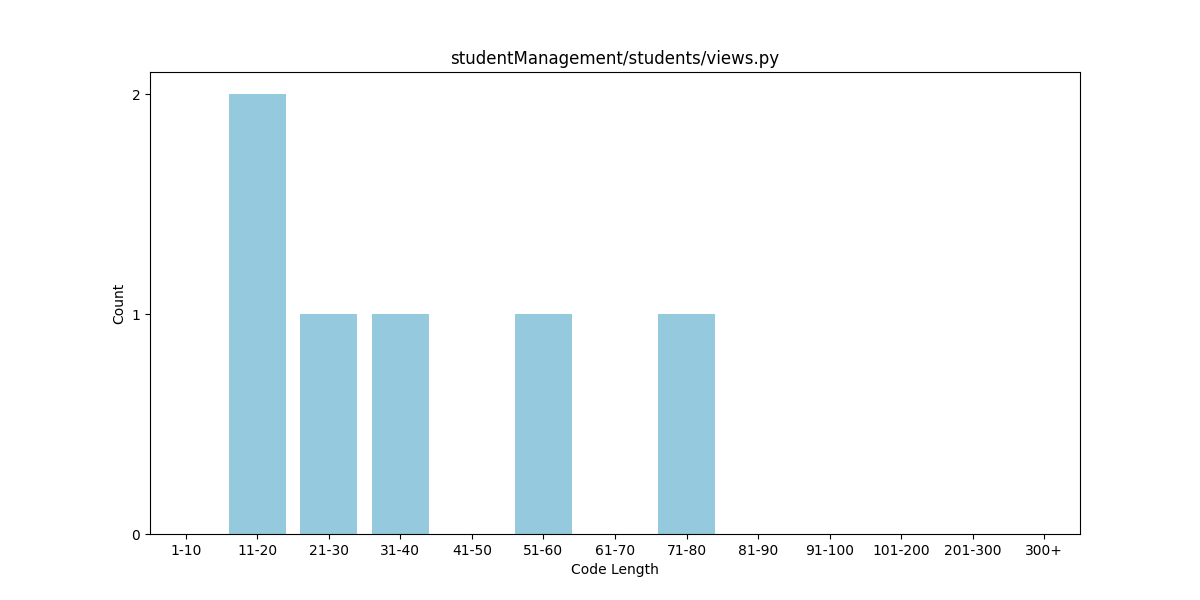 studentManagement/students/views.py
Count
2
1
0
1-10 11-20 21-30 31-40 41-50 51-60 61-70 71-80 81-90 91-100 101-200 201-300 300+
Code Length